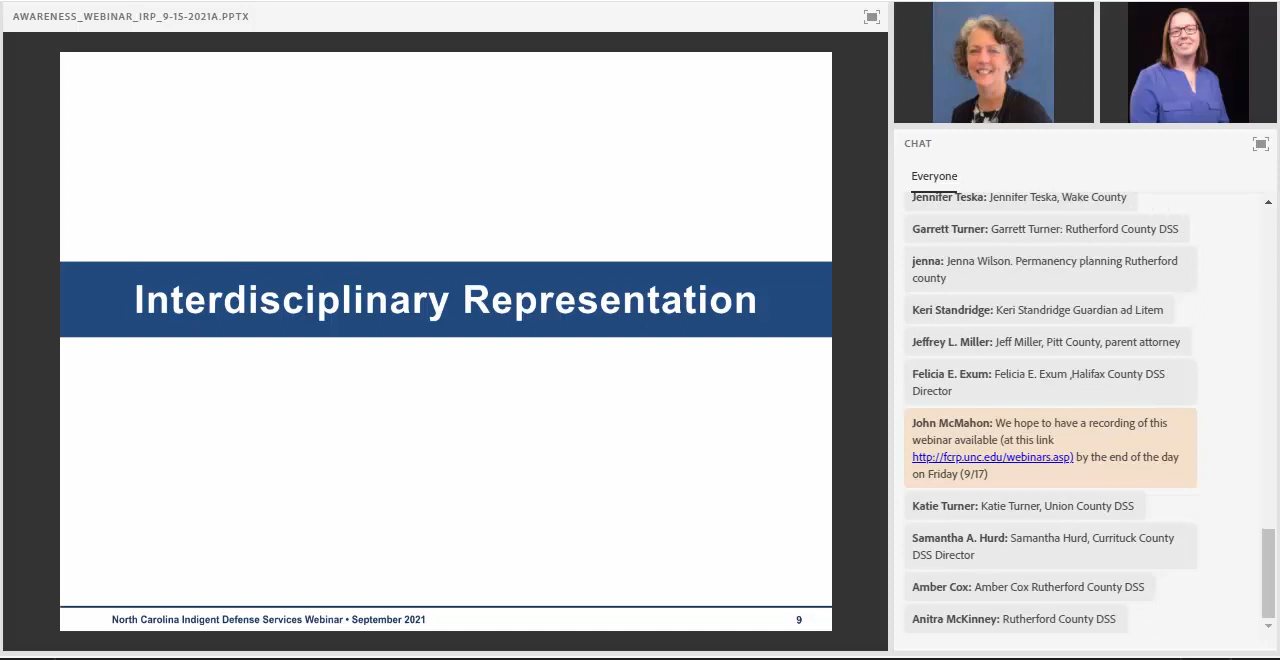 AWARENESS_WEBINAR_IRP_9-15-2021A.PPTX
Interdisciplinary Representation
North Carolina Indigent Defense Services Webinar • September 2021
9
CHAT
Everyone
Jennifer Teska: Jennifer Teska, Wake County
Garrett Turner: Garrett Turner: Rutherford County DSS
jenna: Jenna Wilson. Permanency planning Rutherford
county
Keri Standridge: Keri Standridge Guardian ad Litem
Jeffrey L. Miller: Jeff Miller, Pitt County, parent attorney
Felicia E. Exum: Felicia E. Exum ,Halifax County DSS
Director
John McMahon: We hope to have a recording of this
webinar available (at this link
http://fcrp.unc.edu/webinars.asp) by the end of the day
on Friday (9/17)
Katie Turner: Katie Turner, Union County DSS
Samantha A. Hurd: Samantha Hurd, Currituck County
DSS Director
Amber Cox: Amber Cox Rutherford County DSS
Anitra McKinney: Rutherford County DSS